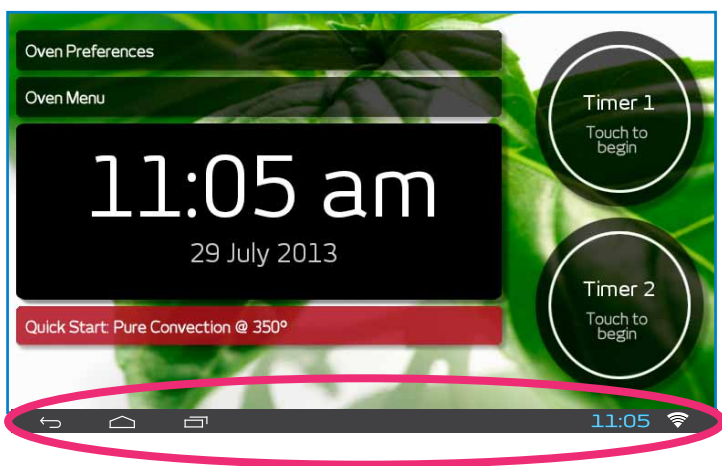 Oven Preferences
Oven Menu
11:05 am
29 July 2013
Quick Start: Pure Convection @ 350°
Timer 1
Touch to
begin
Timer 2
Touch to
begin
11:05